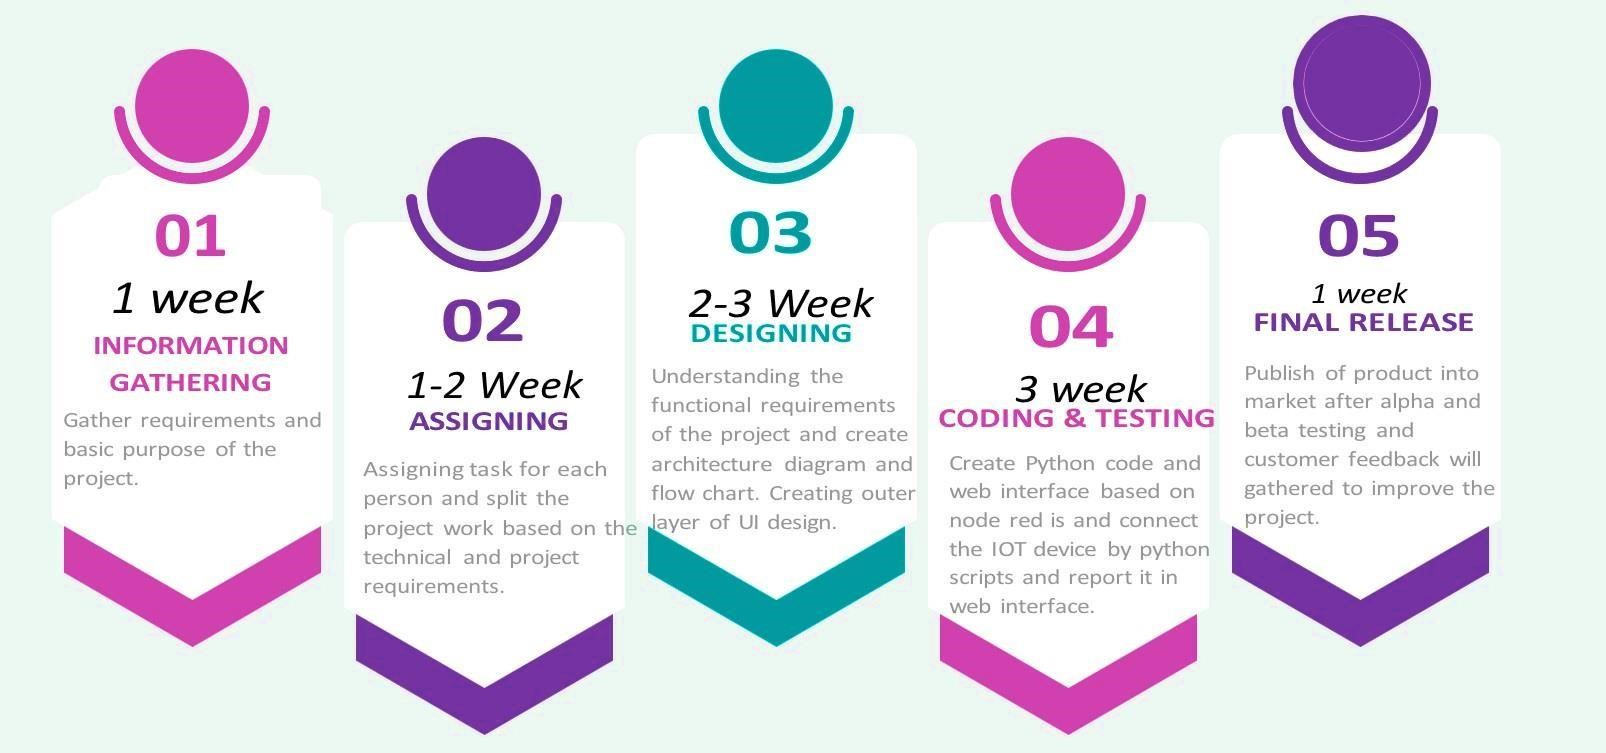 01
1 week
INFORMATION
GATHERING
Gather requirements and
basic purpose of the
project.
02
1-2 Week
ASSIGNING
Assigning task for each
person and split the
project work based on the
technical and project
requirements.
03
2-3 Week
DESIGNING
Understanding the
functional requirements
of the project and create
architecture diagram and
flow chart. Creating outer
layer of UI design.
04
3 week
CODING & TESTING
Create Python code and
web interface based on
node red is and connect
the IOT device by python
scripts and report it in
web interface.
05
1 week
FINAL RELEASE
Publish of product into
market after alpha and
beta testing and
customer feedback will
gathered to improve the
project.